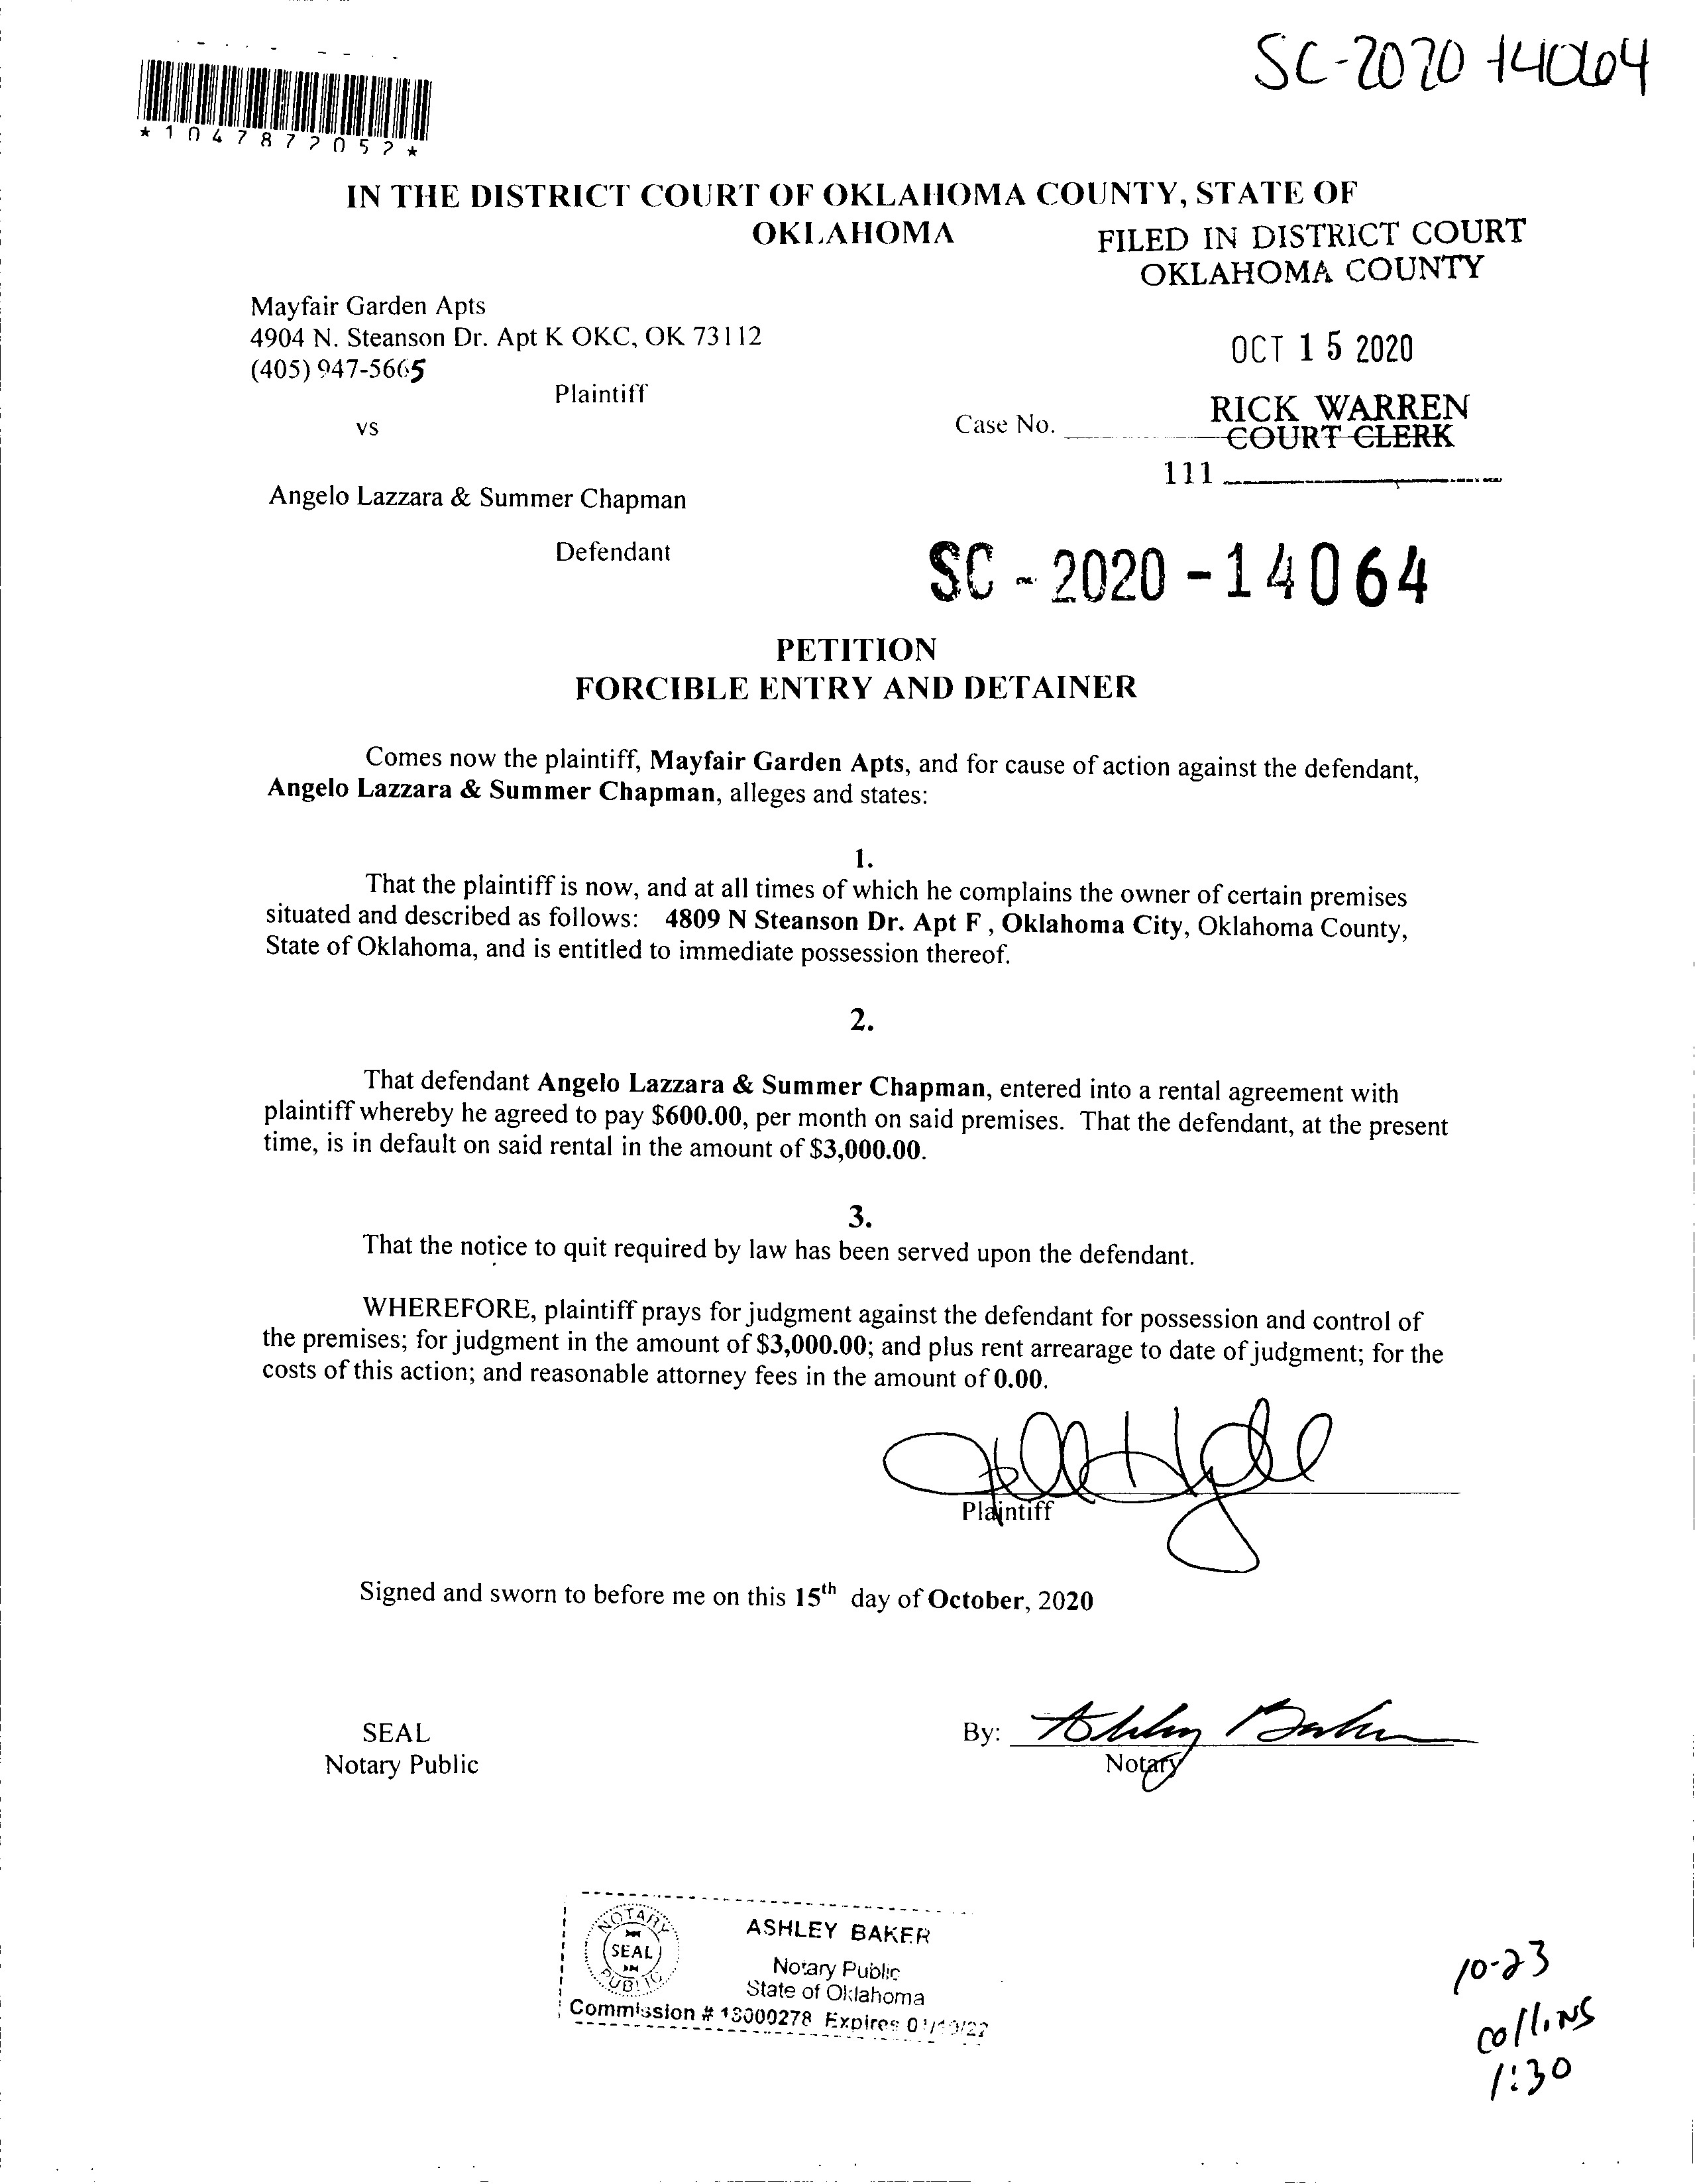 SC-2020-14064
*1047872052*
IN THE DISTRICT COURT OF OKLAHOMA COUNTY, STATE OF
OKLAHOMA
FILED IN DISTRICT COURT
OKLAHOMA COUNTY
Mayfair Garden Apts
4904 N. Steanson Dr. Apt K OKC, OK 73112
(405) 947-5665
OCT 15 2020
Plaintiff
RICK WARREN
COURT CLERK
vs
Case No.
111
Angelo Lazzara & Summer Chapman
Defendant
SC - 2020 - 14064
PETITION
FORCIBLE ENTRY AND DETAINER
Comes now the plaintiff, Mayfair Garden Apts, and for cause of action against the defendant,
Angelo Lazzara & Summer Chapman, alleges and states:
1.
That the plaintiff is now, and at all times of which he complains the owner of certain premises
situated and described as follows: 4809 N Steanson Dr. Apt F , Oklahoma City, Oklahoma County,
State of Oklahoma, and is entitled to immediate possession thereof.
2.
That defendant Angelo Lazzara & Summer Chapman, entered into a rental agreement with
plaintiff whereby he agreed to pay $600.00, per month on said premises. That the defendant, at the present
time, is in default on said rental in the amount of $3,000.00.
3.
That the notice to quit required by law has been served upon the defendant.
WHEREFORE, plaintiff prays for judgment against the defendant for possession and control of
the premises; for judgment in the amount of $3,000.00; and plus rent arrearage to date of judgment; for the
costs of this action; and reasonable attorney fees in the amount of 0.00.
Plaintiff
Signed and sworn to before me on this 15th day of October, 2020
SEAL
Notary Public
By: Ashley Baker
Notary
NOTARY
SEAL
PUBLIC
ASHLEY BAKER
Notary Public
State of Oklahoma
Commission # 18000278 Expires
10-23
collins
1:30